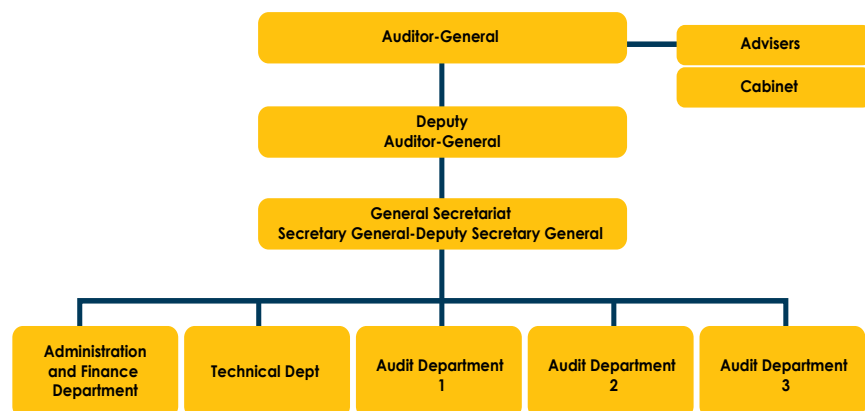 Auditor-General
Advisers
Cabinet
Deputy
Auditor-General
General Secretariat
Secretary General-Deputy Secretary General
Administration
and Finance
Department
Technical Dept
Audit Department
1
Audit Department
2
Audit Department
3